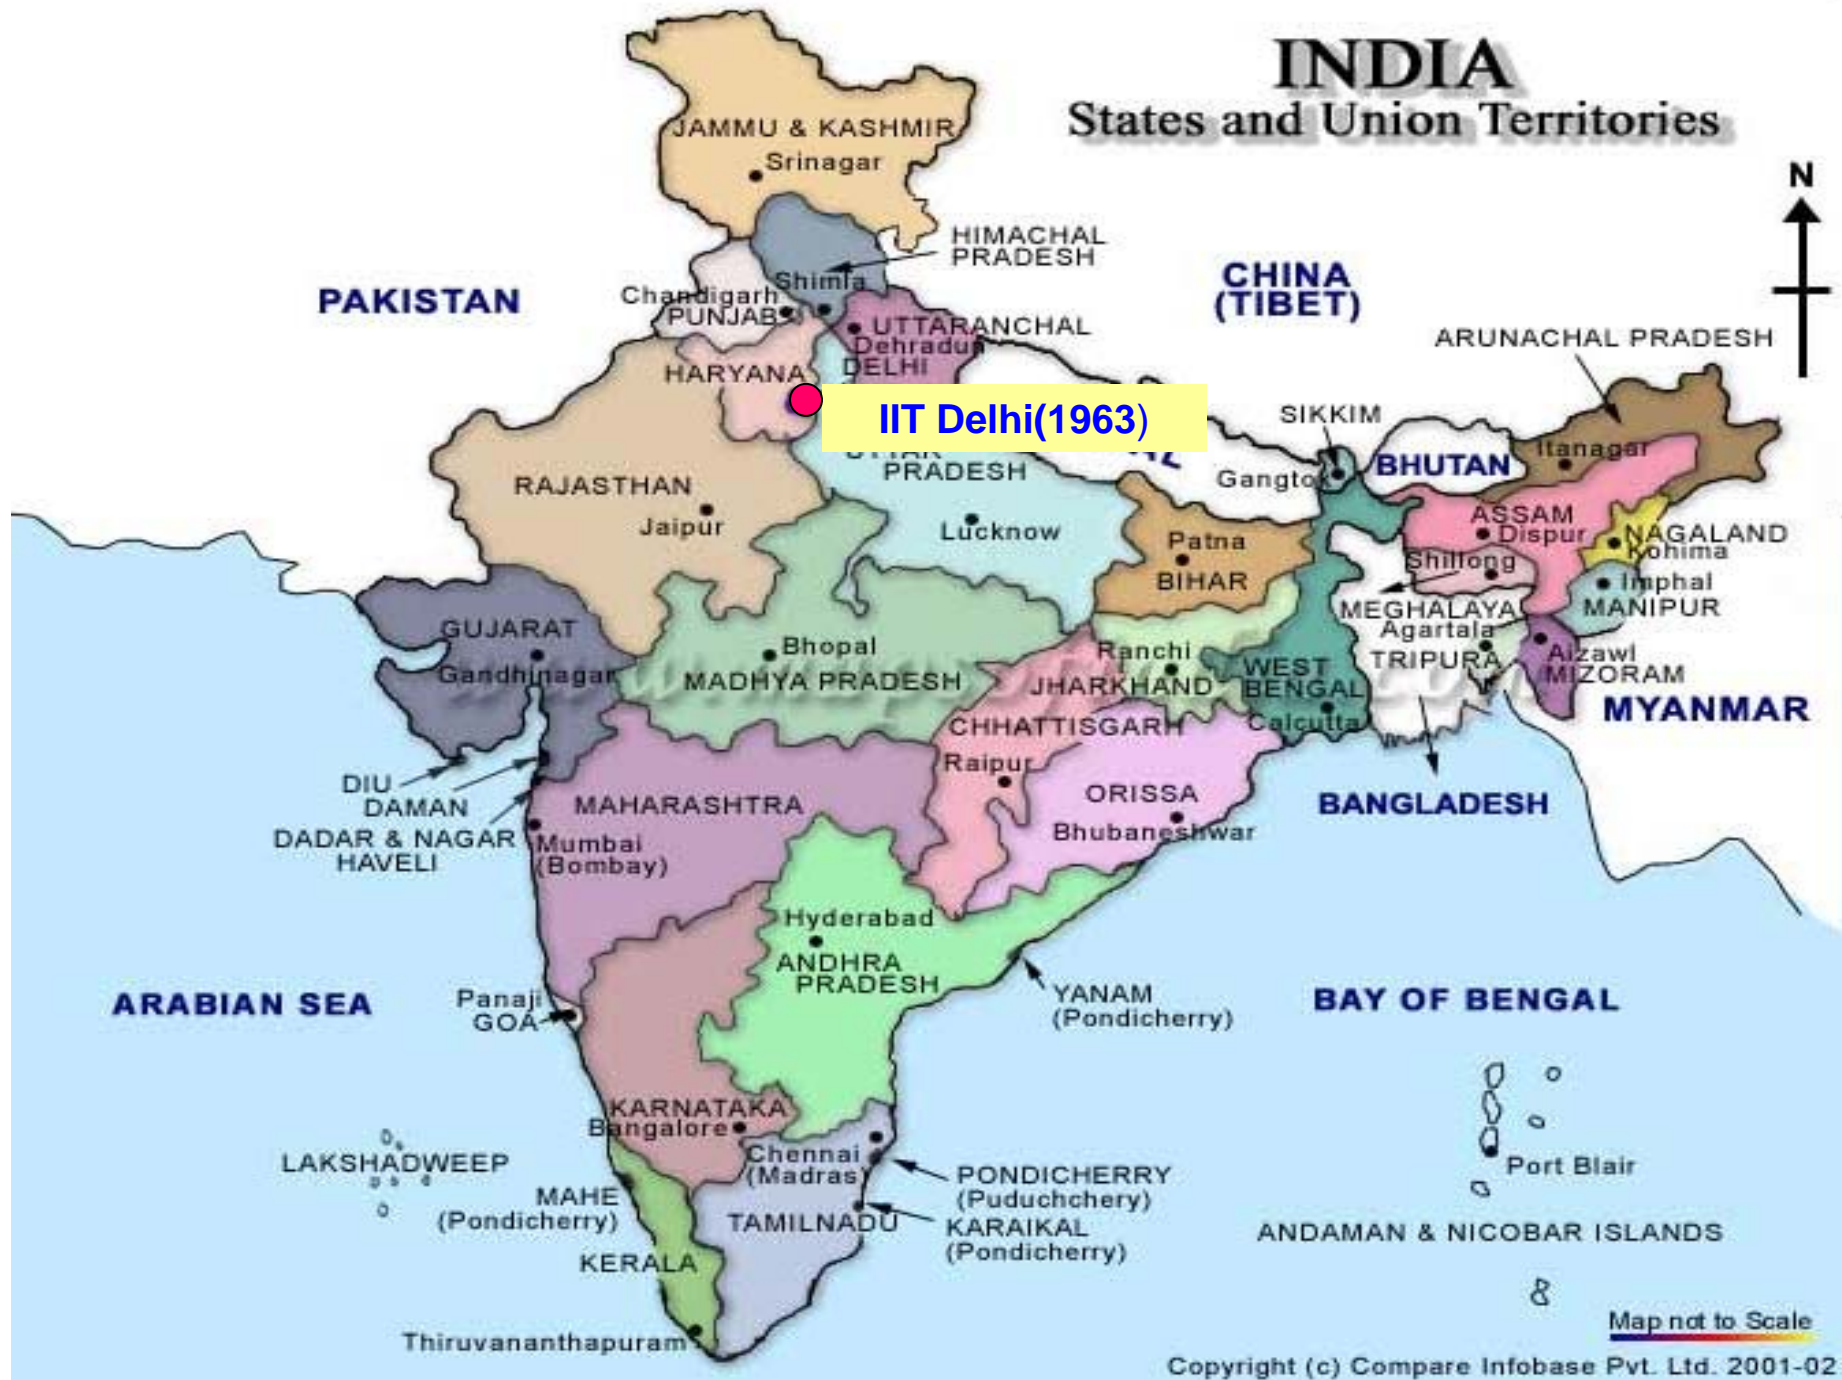 INDIA
States and Union Territories
N
JAMMU & KASHMIR
Srinagar
HIMACHAL
PRADESH
CHINA
(TIBET)
PAKISTAN
Shimla
Chandigarh
PUNJAB
UTTARANCHAL
Dehradun
DELHI
ARUNACHAL PRADESH
HARYANA
IIT Delhi(1963)
SIKKIM
UTTAR
PRADESH
BHUTAN
Itanagar
Gangtok
RAJASTHAN
Jaipur
Lucknow
ASSAM
Dispur
NAGALAND
Kohima
Patna
BIHAR
Shillong
Imphal
MANIPUR
MEGHALAYA
Agartala
TRIPURA
Aizawl
MIZORAM
MYANMAR
GUJARAT
Gandhinagar
Bhopal
MADHYA PRADESH
Ranchi
JHARKHAND
WEST
BENGAL
Calcutta
CHHATTISGARH
Raipur
DIU
DAMAN
DADAR & NAGAR
HAVELI
MAHARASHTRA
Mumbai
(Bombay)
ORISSA
Bhubaneshwar
BANGLADESH
Hyderabad
ANDHRA
PRADESH
ARABIAN SEA
Panaji
GOA
YANAM
(Pondicherry)
BAY OF BENGAL
KARNATAKA
Bangalore
Chennai
(Madras)
LAKSHADWEEP
MAHE
(Pondicherry)
PONDICHERRY
(Puduchchery)
KARAIKAL
(Pondicherry)
TAMILNADU
KERALA
Thiruvananthapuram
Port Blair
ANDAMAN & NICOBAR ISLANDS
Map not to Scale
Copyright (c) Compare Infobase Pvt. Ltd. 2001-02